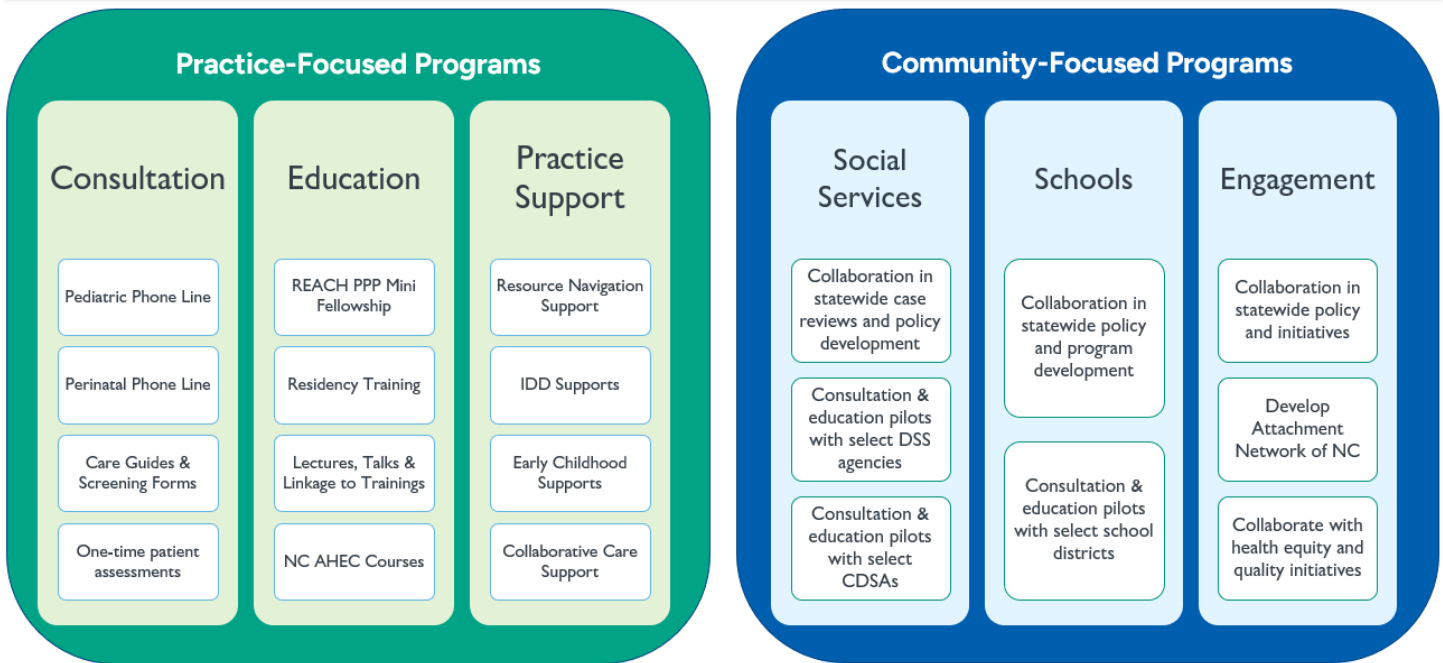 Practice-Focused Programs
Consultation
Pediatric Phone Line
Perinatal Phone Line
Care Guides &
Screening Forms
One-time patient
assessments
Education
REACH PPP Mini
Fellowship
Residency Training
Lectures, Talks &
Linkage to Trainings
NC AHEC Courses
Practice
Support
Resource Navigation
Support
IDD Supports
Early Childhood
Supports
Collaborative Care
Support
Community-Focused Programs
Social
Services
Collaboration in
statewide case
reviews and policy
development
Consultation &
education pilots
with select DSS
agencies
Consultation &
education pilots
with select
CDSAs
Schools
Collaboration in
statewide policy
and program
development
Consultation &
education pilots
with select school
districts
Engagement
Collaboration in
statewide policy
and initiatives
Develop
Attachment
Network of NC
Collaborate with
health equity and
quality initiatives